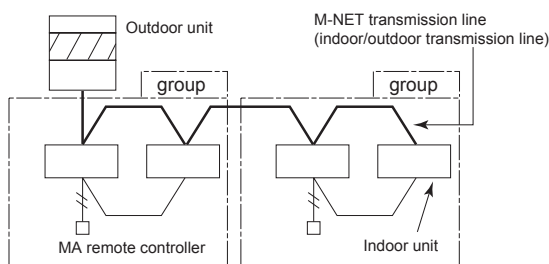 Outdoor unit
M-NET transmission line
(indoor/outdoor transmission line)
group
group
MA remote controller
Indoor unit